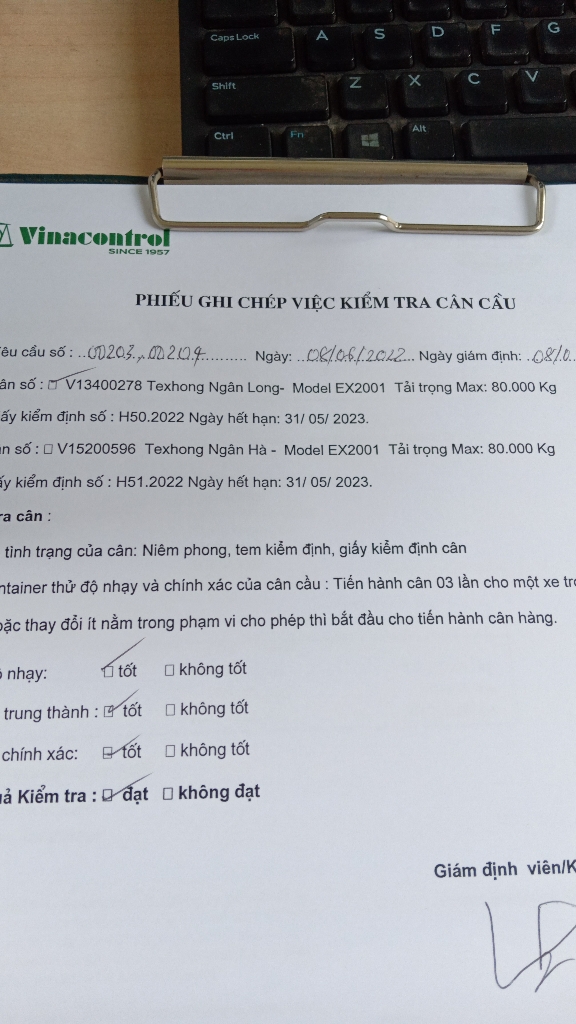 Caps Lock A S D F G
Shift Z X C V
Ctrl Fn Alt
Vinacontrol
SINCE 1957
PHIẾU GHI CHÉP VIỆC KIỂM TRA CÂN CẦU
êu cầu số : ..00203, 00204......... Ngày: ..08/06/2022... Ngày giám định: ..08/0..
ân số : V13400278 Texhong Ngân Long- Model EX2001 Tải trọng Max: 80.000 Kg
ấy kiểm định số : H50.2022 Ngày hết hạn: 31/ 05/ 2023.
n số : □ V15200596 Texhong Ngân Hà - Model EX2001 Tải trọng Max: 80.000 Kg
ấy kiểm định số : H51.2022 Ngày hết hạn: 31/ 05/ 2023.
ra cân :
tình trạng của cân: Niêm phong, tem kiểm định, giấy kiểm định cân
ntainer thử độ nhạy và chính xác của cân cầu : Tiến hành cân 03 lần cho một xe trọ
oặc thay đổi ít nằm trong phạm vi cho phép thì bắt đầu cho tiến hành cân hàng.
nhạy: tốt □ không tốt
trung thành : tốt □ không tốt
chính xác: tốt □ không tốt
uả Kiểm tra : đạt □ không đạt
Giám định viên/K